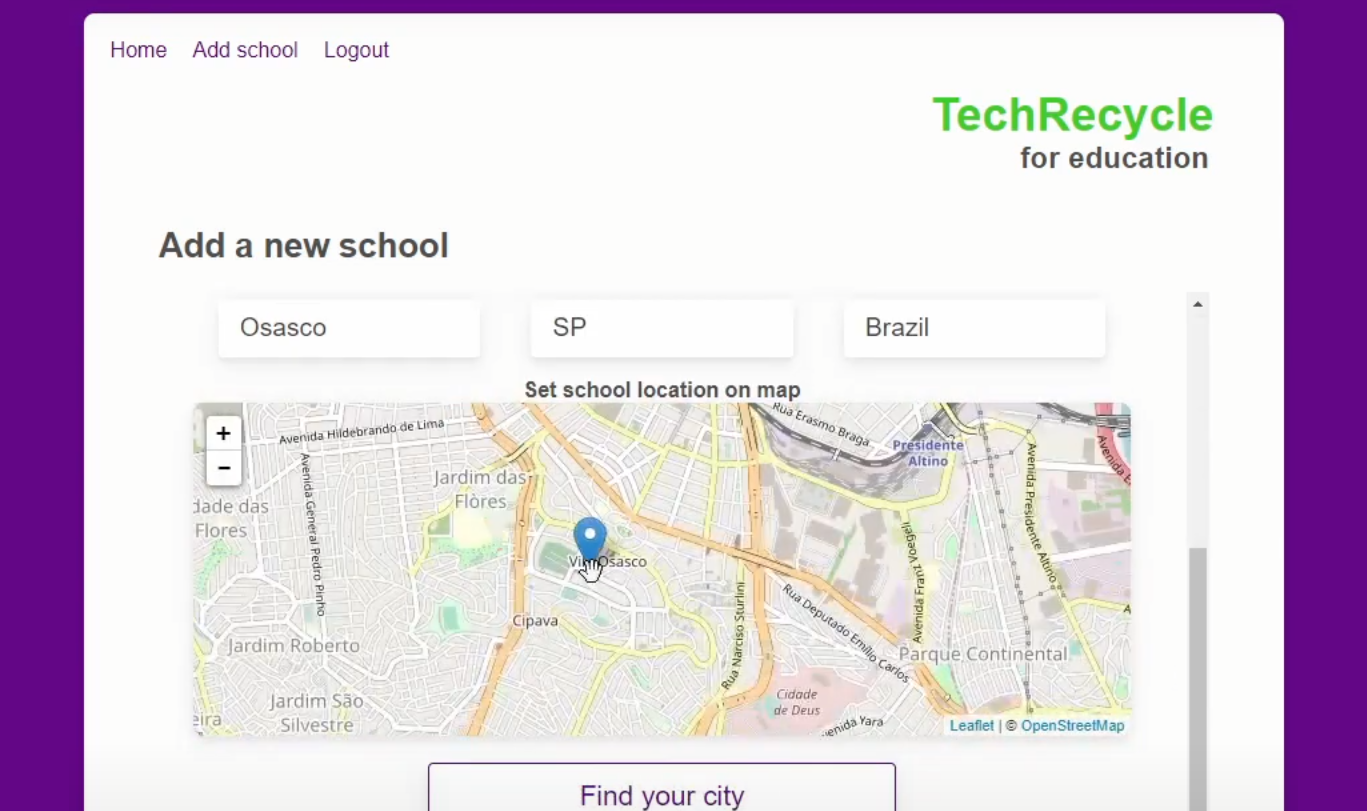 Home Add school Logout
TechRecycle
for education
Add a new school
Osasco SP Brazil
Set school location on map
+
−
Avenida Hildebrando de Lima
Rua Erasmo Braga
Presidente
Altino
Jardim das
Flòres
dade das
Flores
Avenida General Pedro Pinho
Avenida Presidente Altino
Osasco
Avenida Franz Voegeli
Cipava
Rua Narciso Sturlini
Rua Deputado Emílio Carlos
Jardim Roberto
Parque Continental
Jardim São
Silvestre
Cidade
de Deus
eira
enida Yara
Leaflet | © OpenStreetMap
Find your city